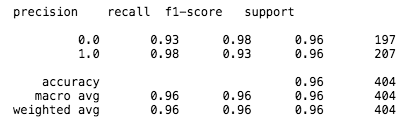 precision recall f1-score support
0.0 0.93 0.98 0.96 197
1.0 0.98 0.93 0.96 207
accuracy 0.96 404
macro avg 0.96 0.96 0.96 404
weighted avg 0.96 0.96 0.96 404